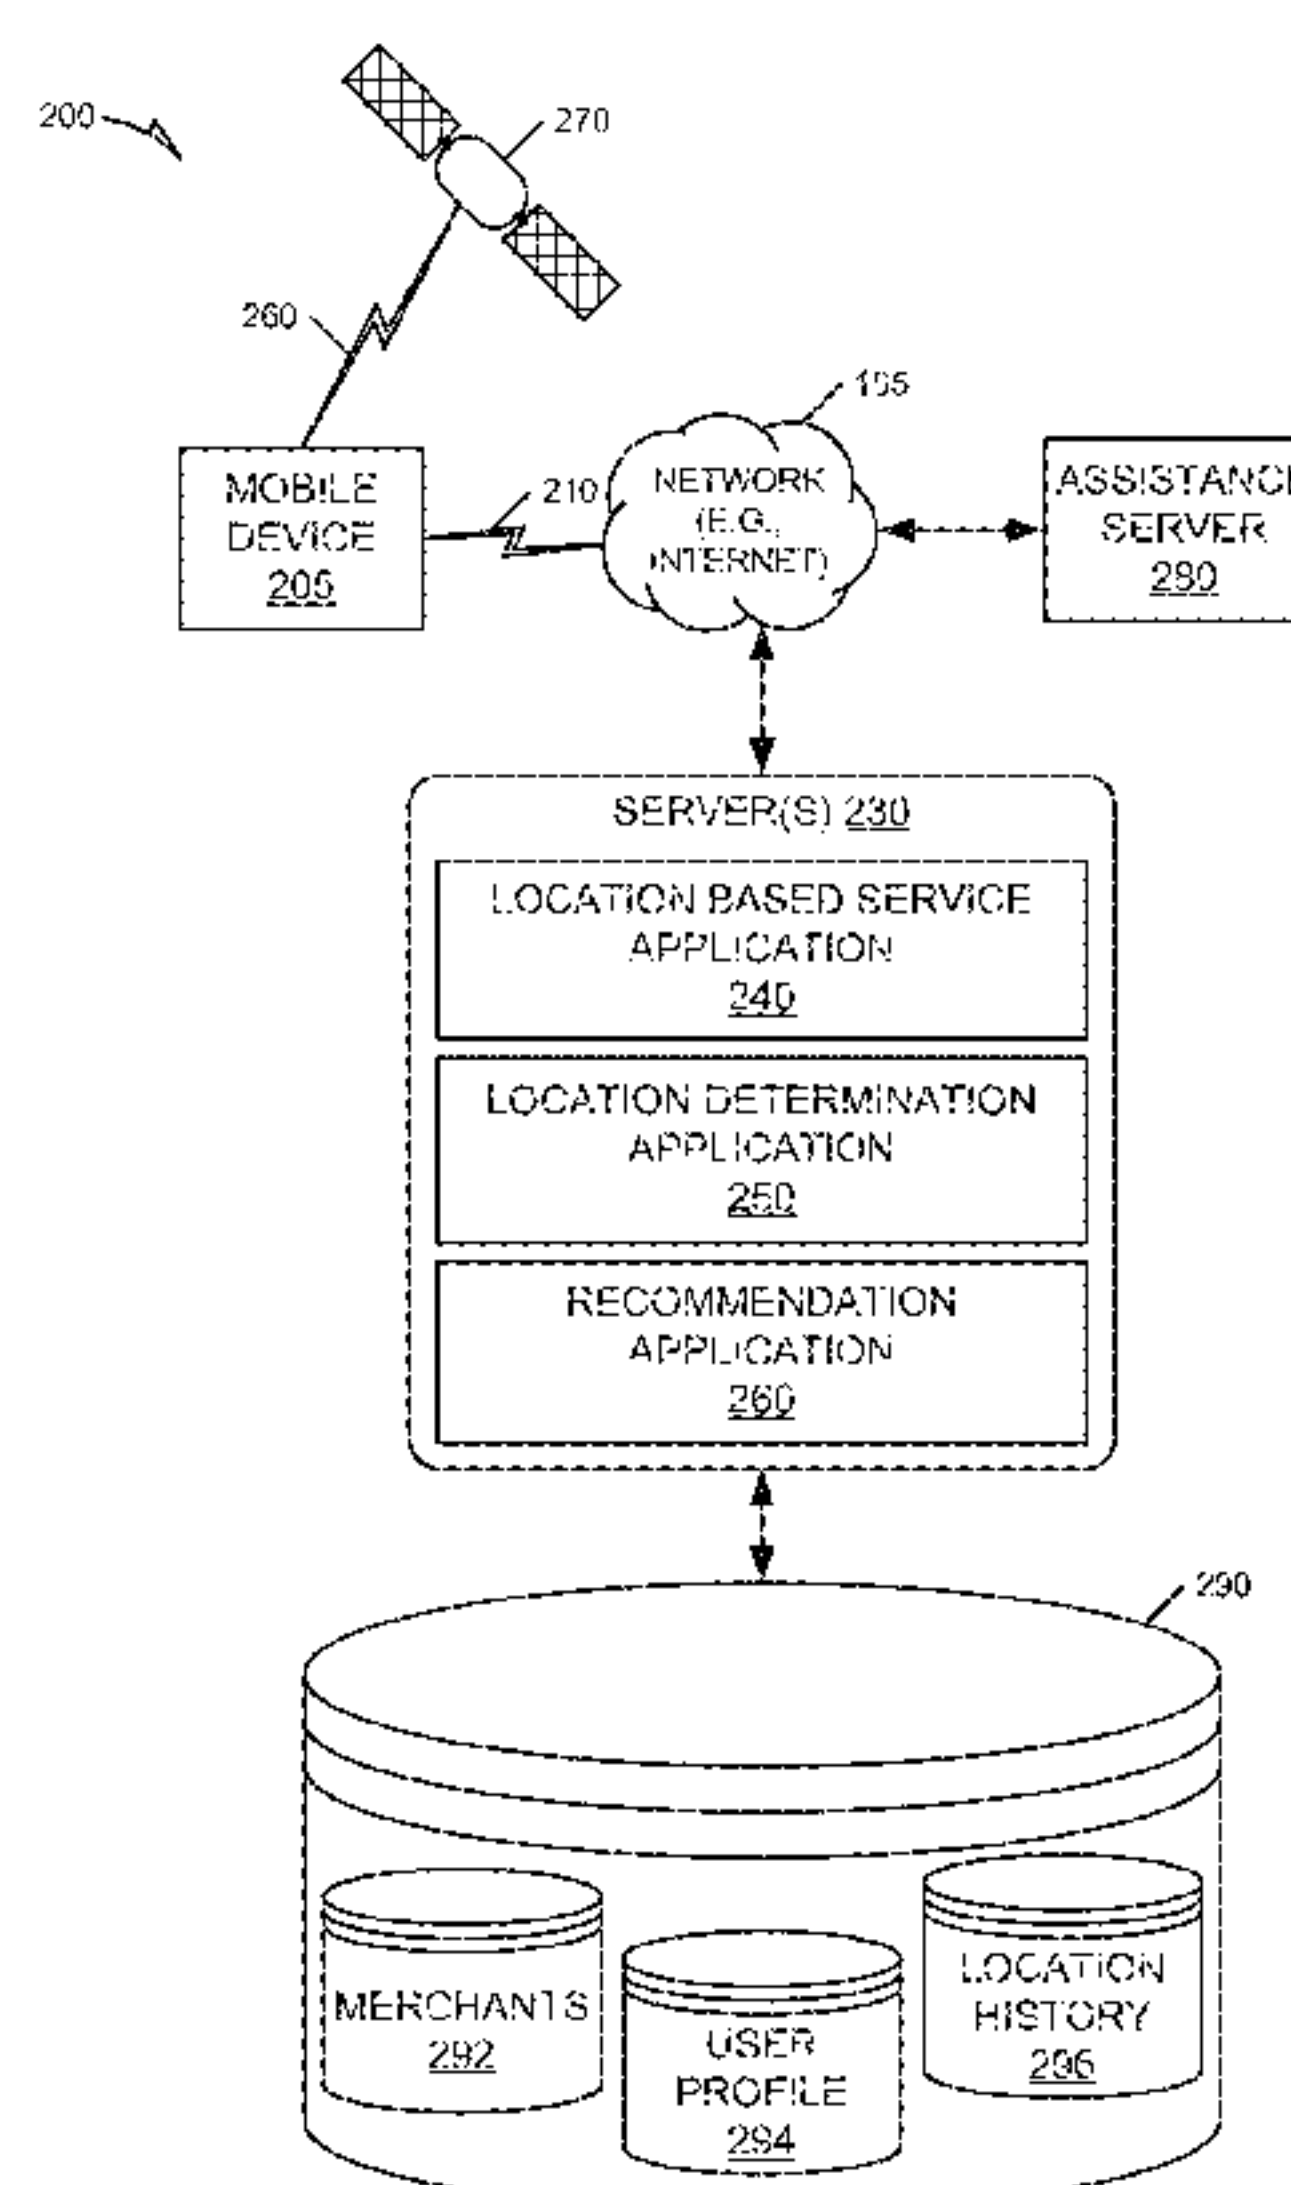 200
270
260
195
210
MOBILE
DEVICE
205
NETWORK
(E.G.,
INTERNET)
ASSISTANCE
SERVER
280
SERVER(S) 230
LOCATION BASED SERVICE
APPLICATION
240
LOCATION DETERMINATION
APPLICATION
250
RECOMMENDATION
APPLICATION
260
290
MERCHANTS
292
USER
PROFILE
294
LOCATION
HISTORY
296